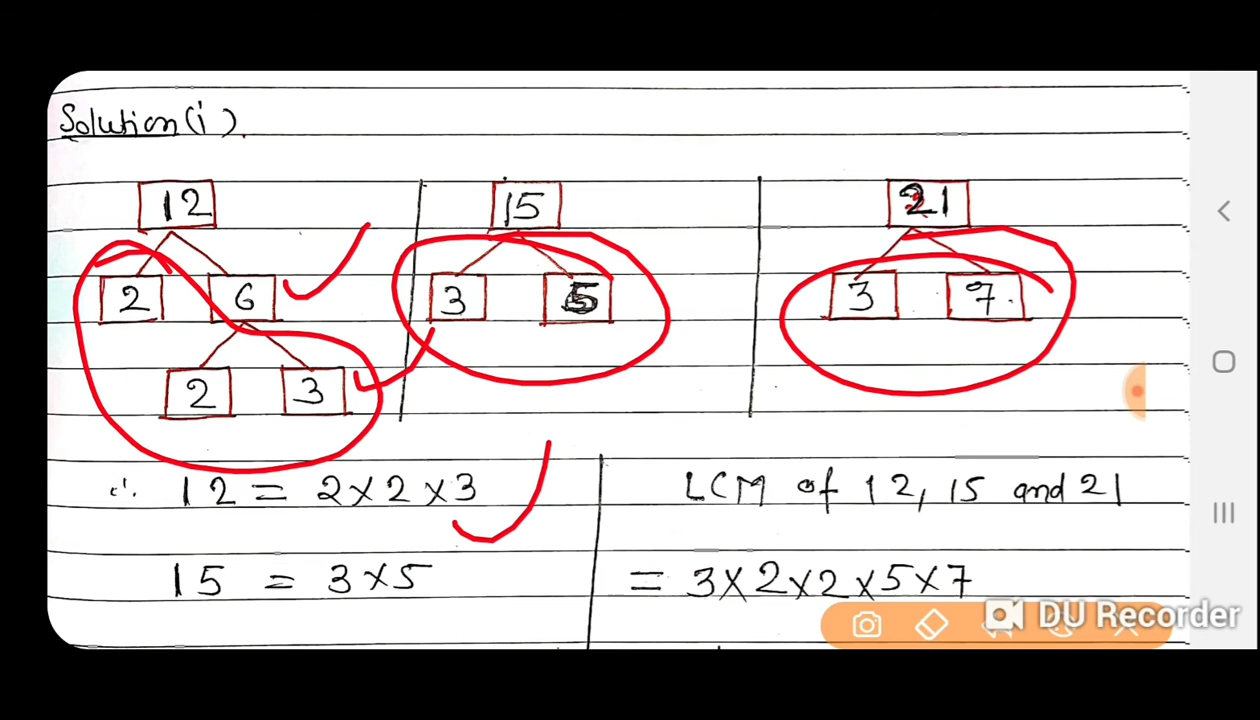 Solution (i).
12 15 21
2 6 3 5 3 7
2 3
∴ 12 = 2 × 2 × 3
LCM of 12, 15 and 21
15 = 3 × 5
= 3 × 2 × 2 × 5 × 7
DU Recorder